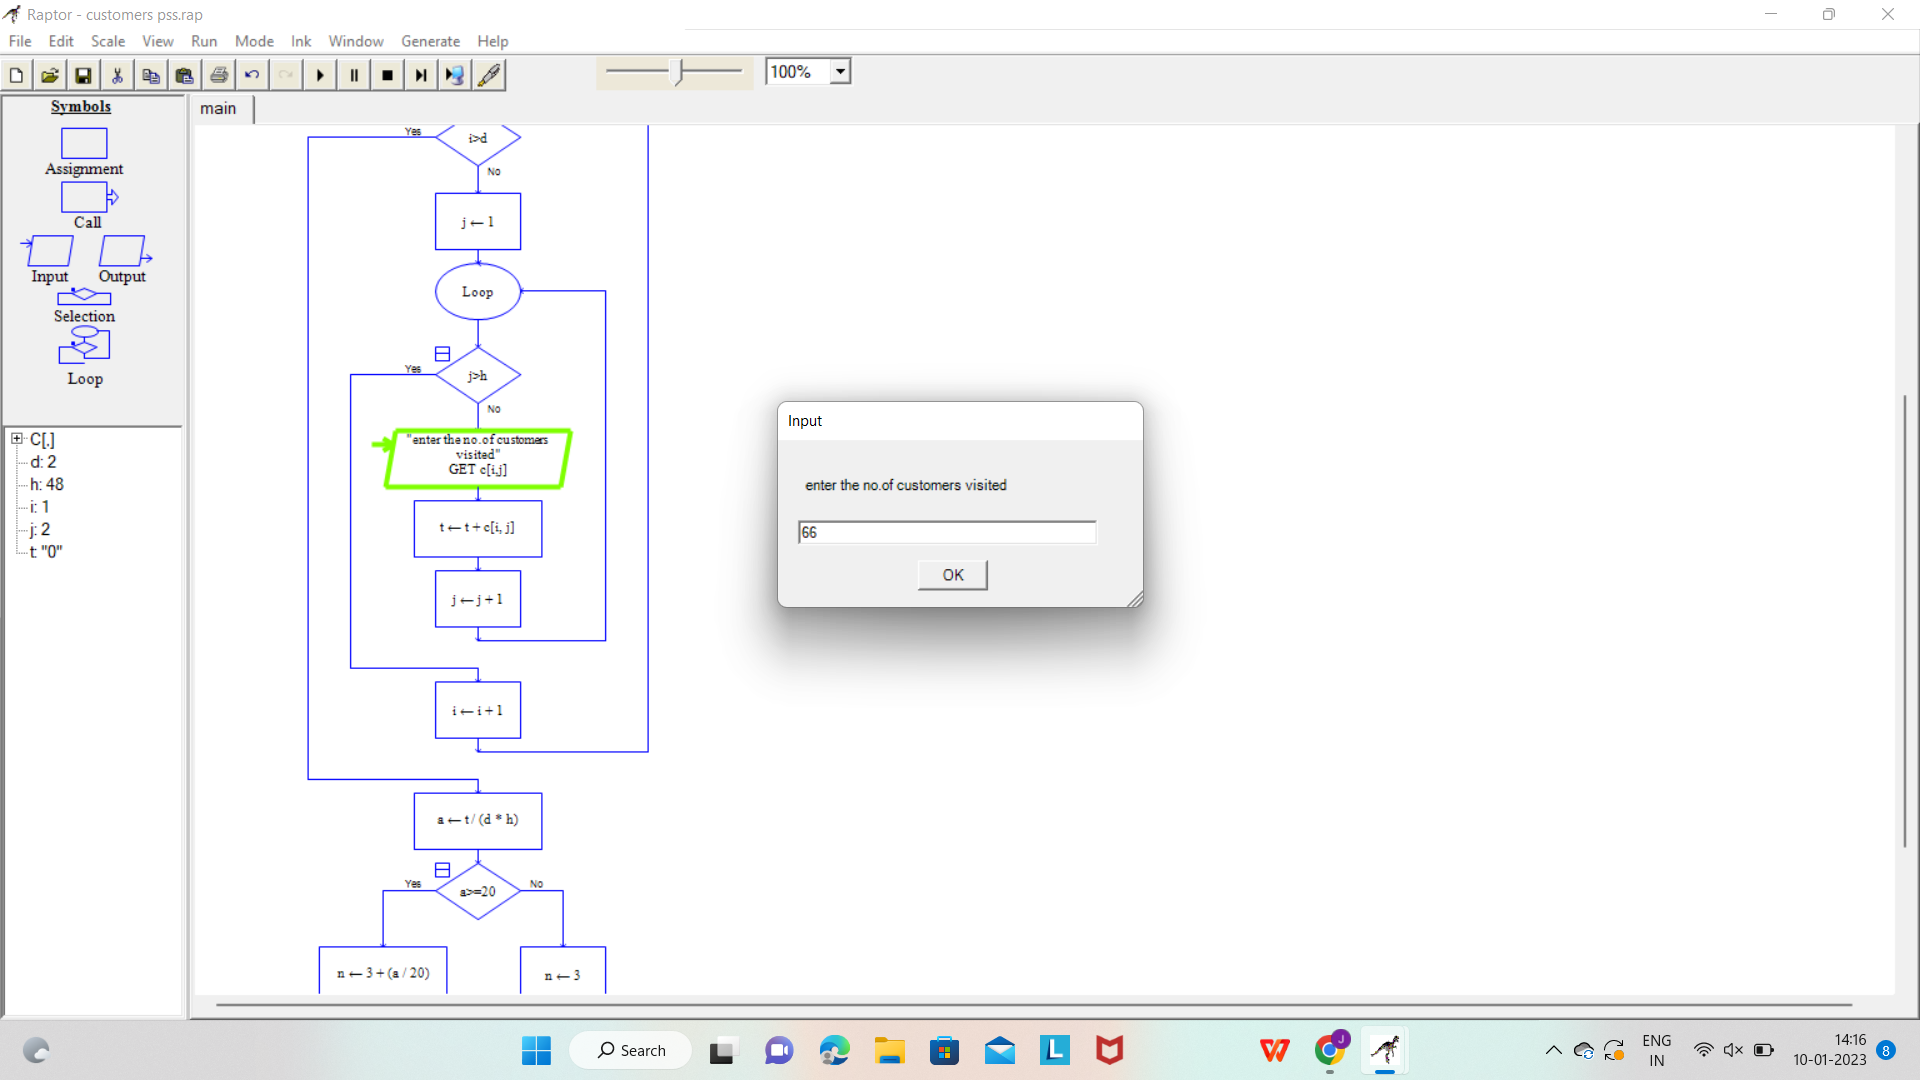 Raptor - customers pss.rap
File Edit Scale View Run Mode Ink Window Generate Help
100%
Symbols
Assignment
Call
Input Output
Selection
Loop
C[,]
d: 2
h: 48
i: 1
j: 2
t: "0"
main
Yes
i>d
No
j ← 1
Loop
Yes
j>h
No
"enter the no. of customers
visited"
GET c[i,j]
t ← t + c[i, j]
j ← j + 1
i ← i + 1
a ← t / (d * h)
Yes
a>=20
No
n ← 3 + (a / 20)
n ← 3
Input
enter the no.of customers visited
66
OK
Search
L
W
J
ENG
IN
14:16
10-01-2023
8